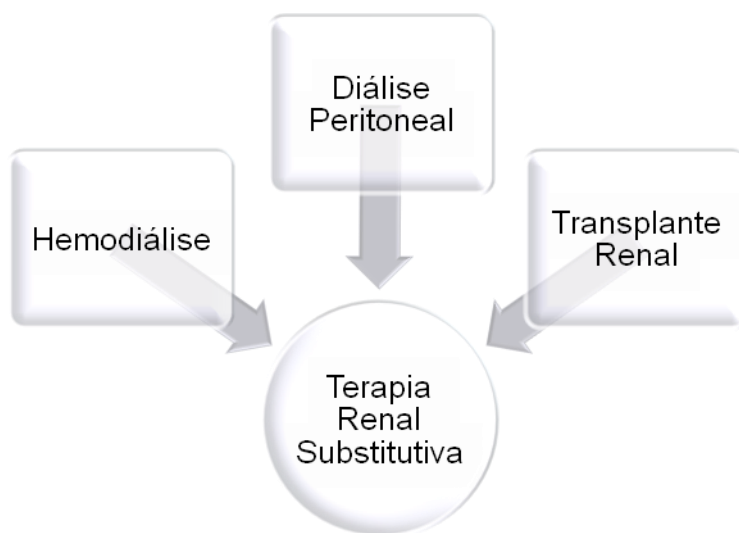 Diálise
Peritoneal
Hemodiálise
Transplante
Renal
Terapia
Renal
Substitutiva